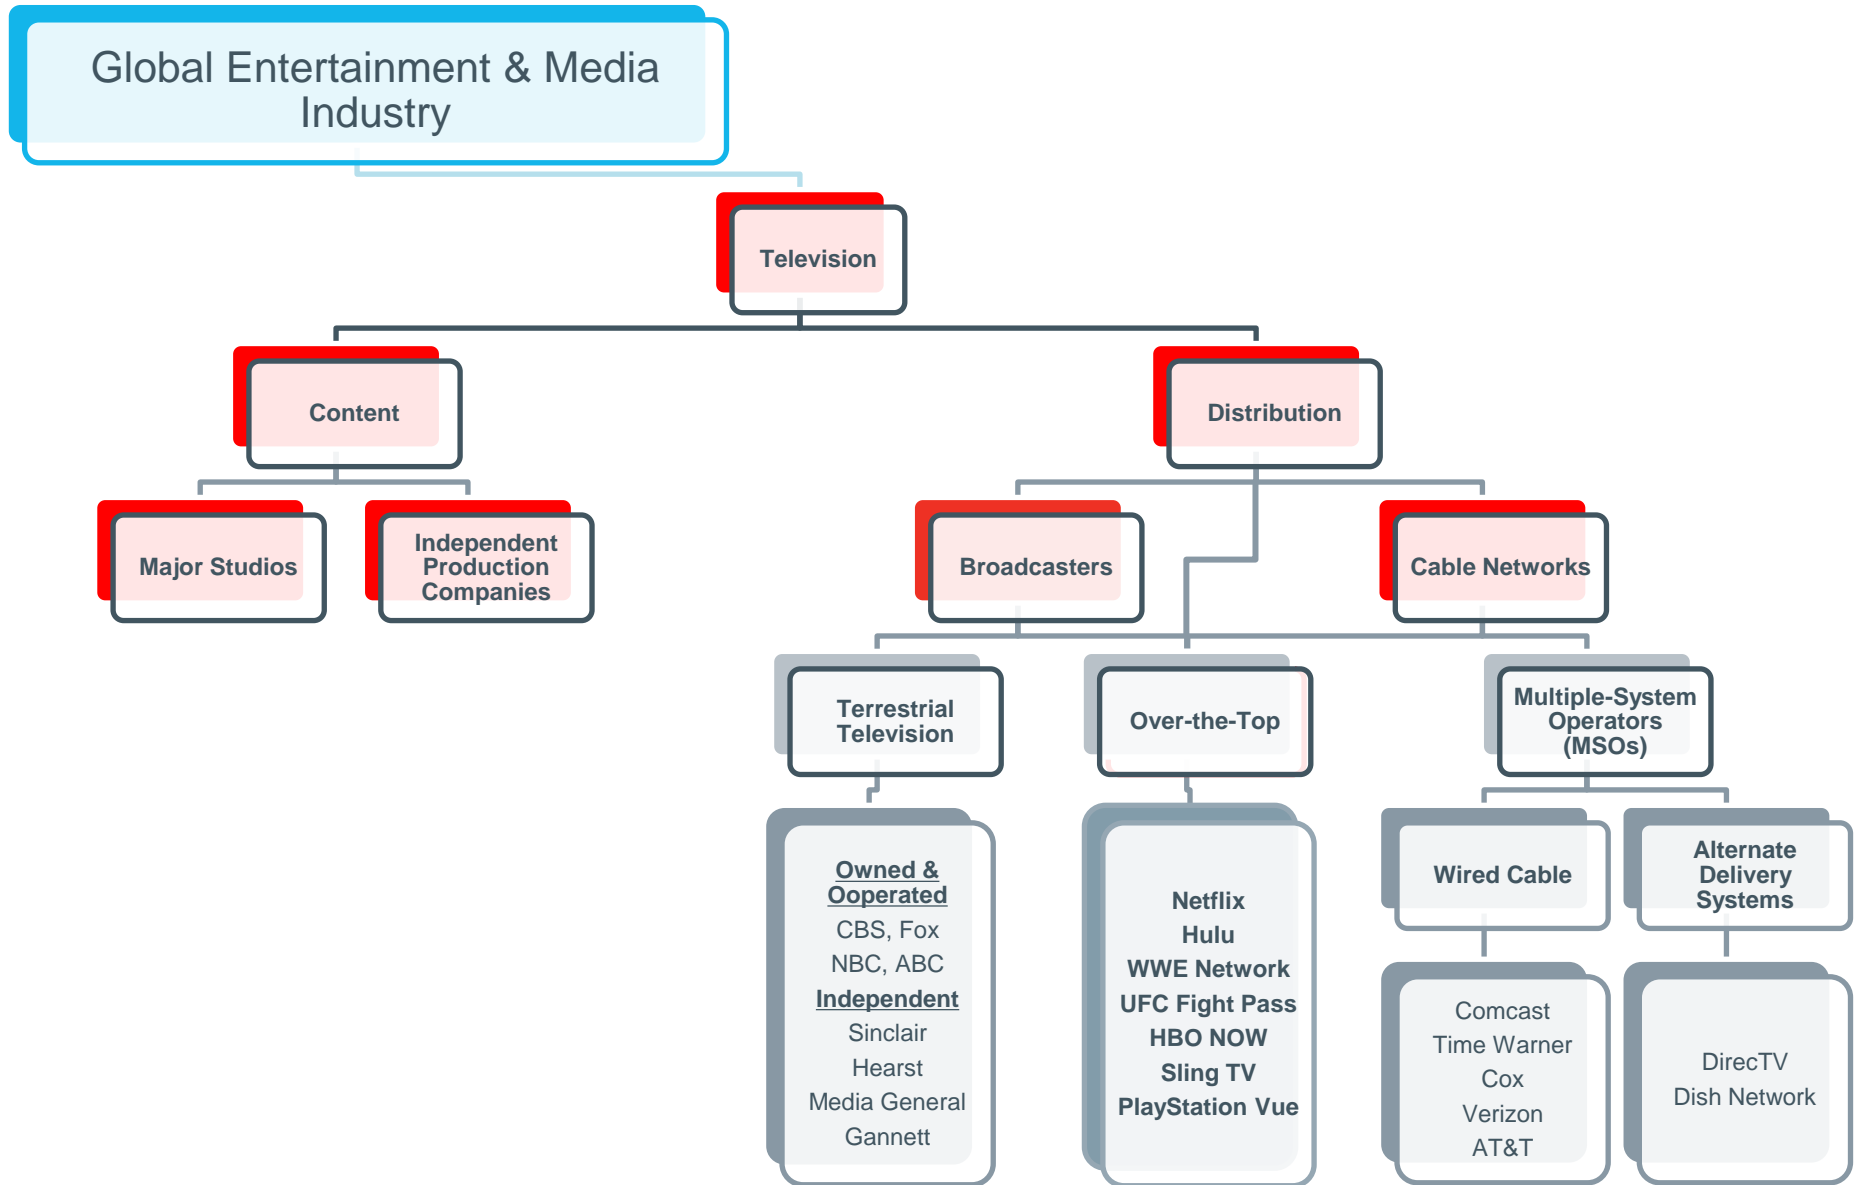 Global Entertainment & Media
Industry
Television
Content
Distribution
Major Studios
Independent
Production
Companies
Broadcasters
Cable Networks
Terrestrial
Television
Over-the-Top
Multiple-System
Operators
(MSOs)
Owned &
Ooperated
CBS, Fox
NBC, ABC
Independent
Sinclair
Hearst
Media General
Gannett
Netflix
Hulu
WWE Network
UFC Fight Pass
HBO NOW
Sling TV
PlayStation Vue
Wired Cable
Alternate
Delivery
Systems
Comcast
Time Warner
Cox
Verizon
AT&T
DirecTV
Dish Network